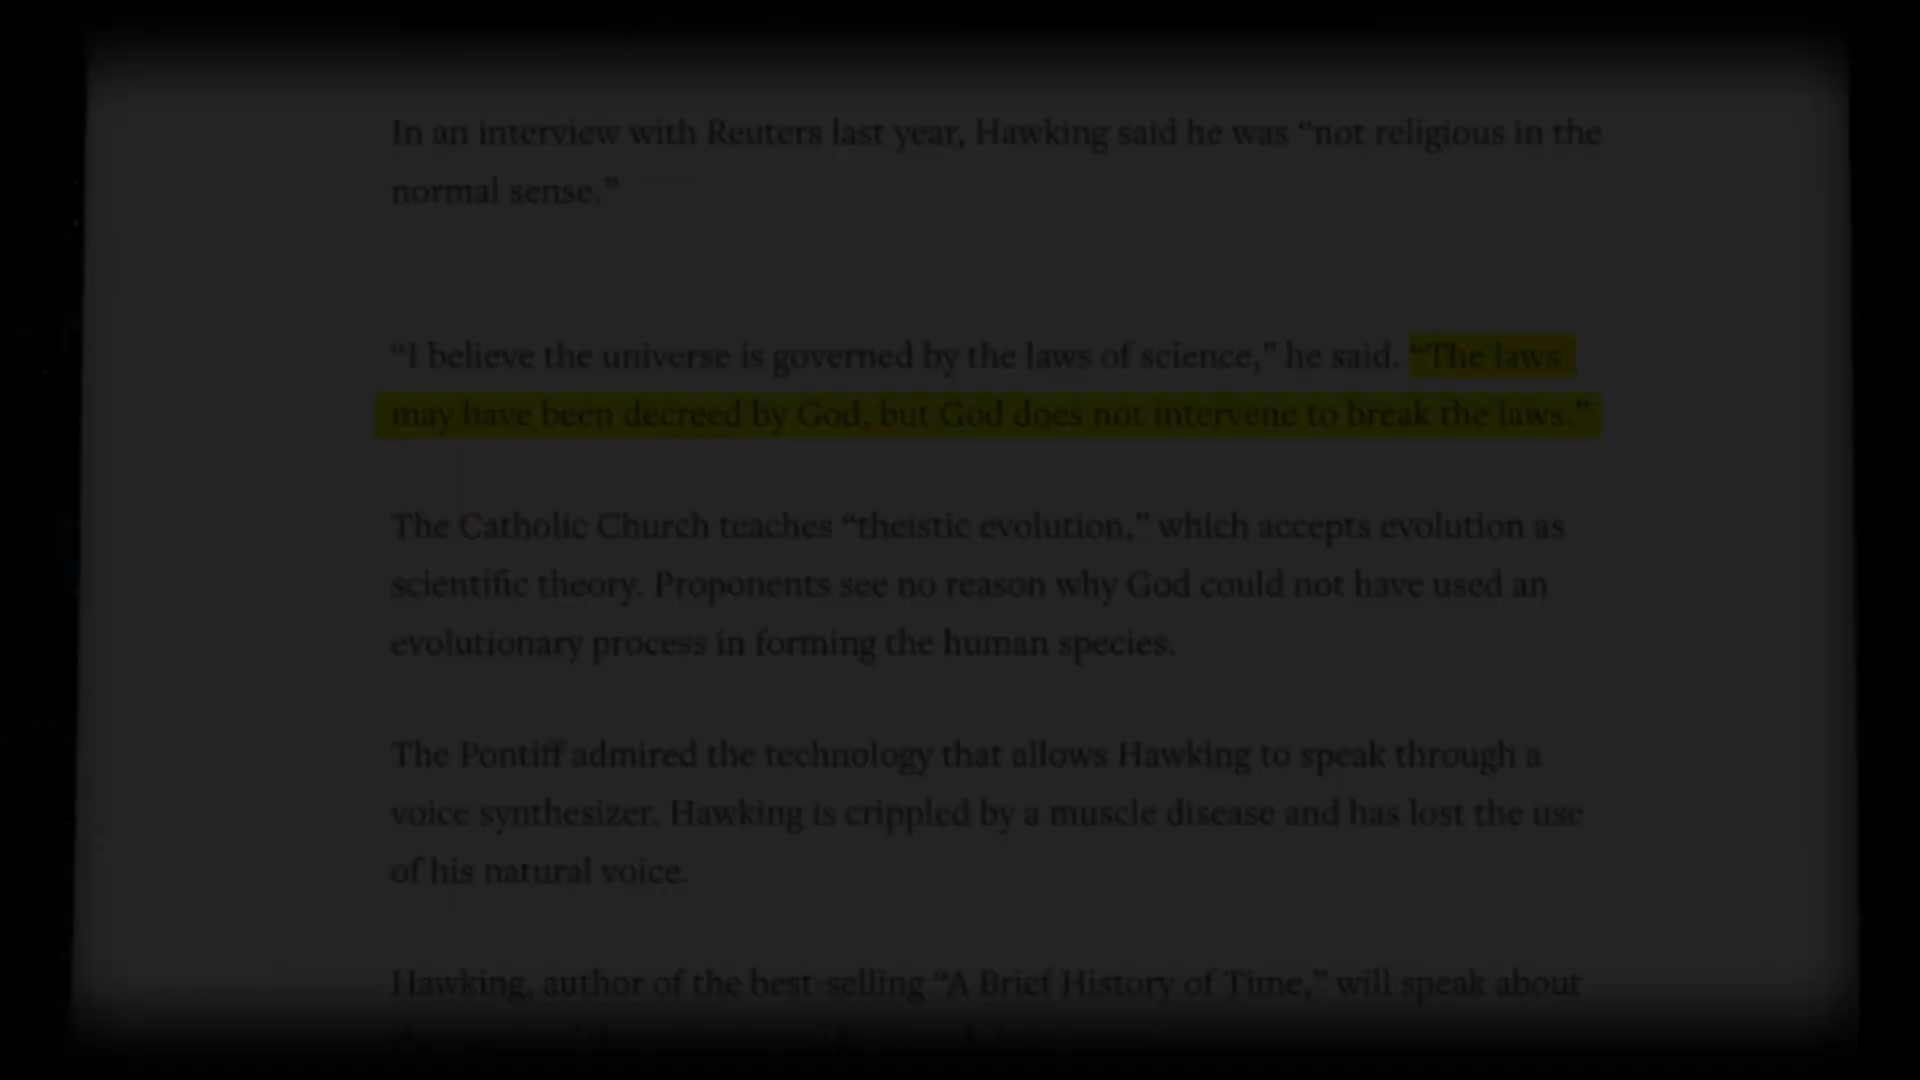 In an interview with Reuters last year, Hawking said he was “not religious in the
normal sense.”
“I believe the universe is governed by the laws of science,” he said. “The laws
may have been decreed by God, but God does not intervene to break the laws.”
The Catholic Church teaches “theistic evolution,” which accepts evolution as
scientific theory. Proponents see no reason why God could not have used an
evolutionary process in forming the human species.
The Pontiff admired the technology that allows Hawking to speak through a
voice synthesizer. Hawking is crippled by a muscle disease and has lost the use
of his natural voice.
Hawking, author of the best-selling “A Brief History of Time,” will speak about